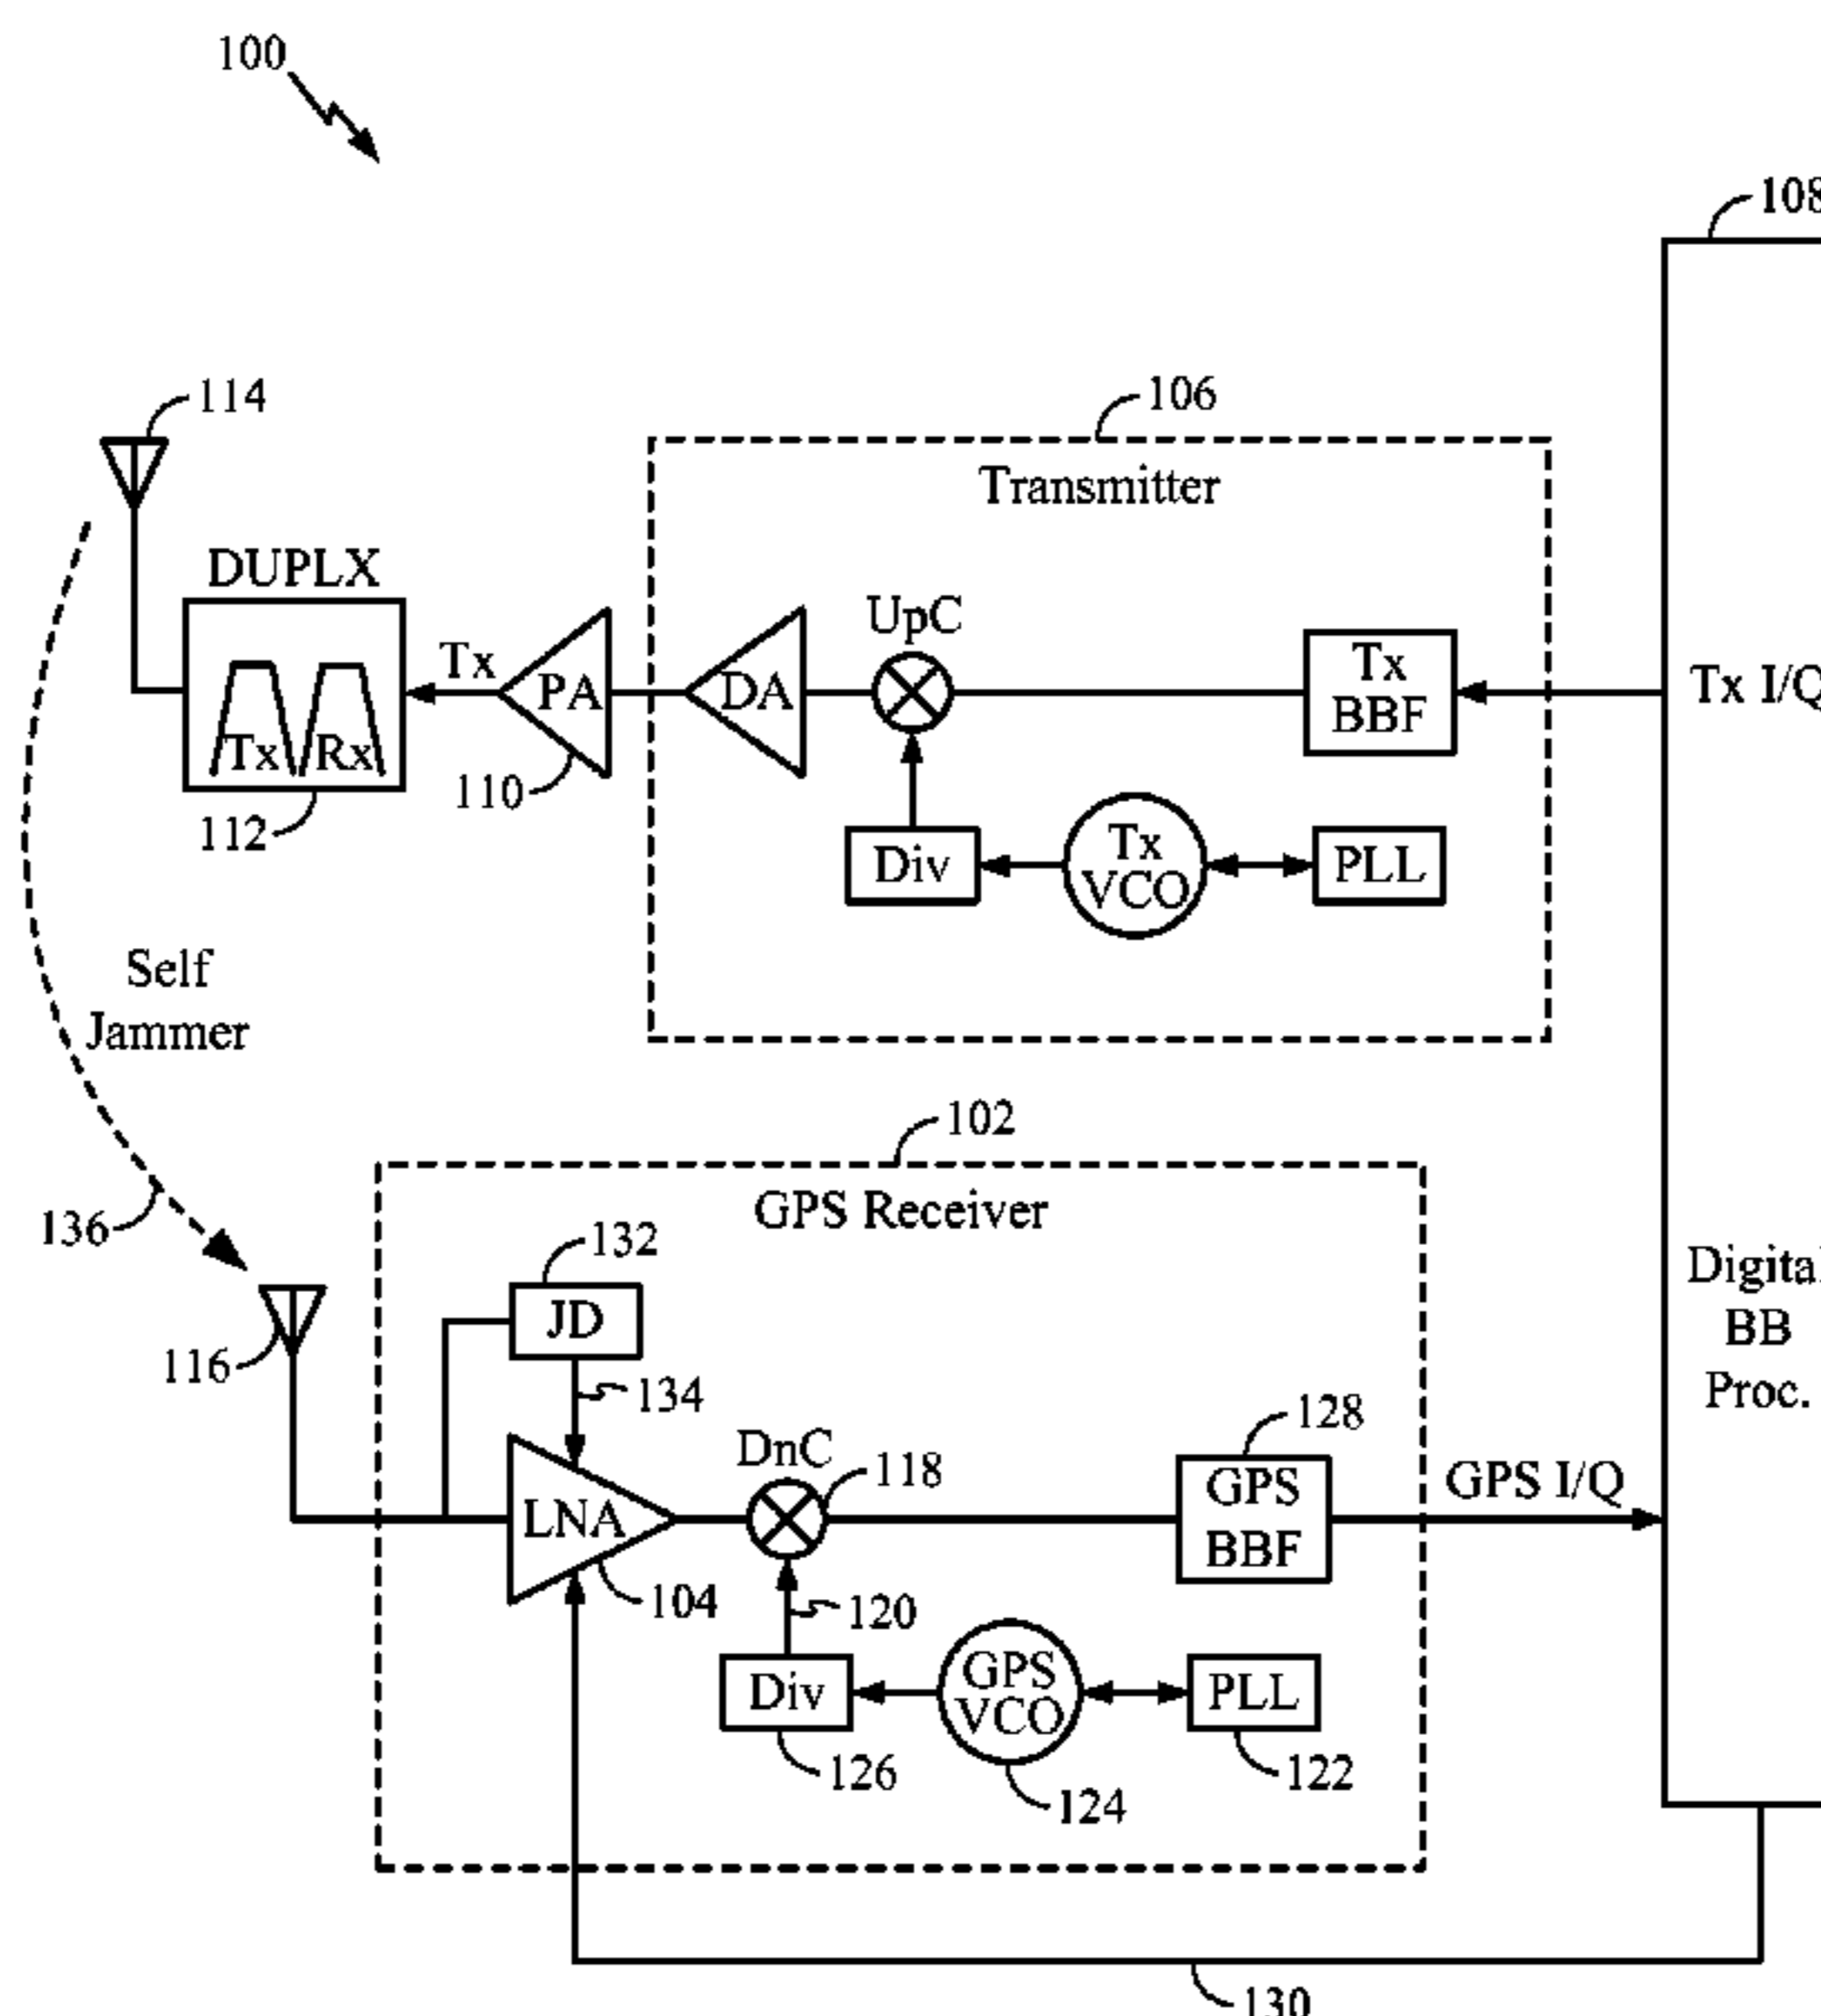 100
108
114
106
Transmitter
DUPLX
UpC
Tx
PA
DA
Tx
BBF
Tx I/Q
Tx
Rx
110
112
Div
Tx
VCO
PLL
Self
Jammer
102
GPS Receiver
136
132
JD
116
134
Digital
BB
Proc.
DnC
118
128
LNA
GPS
BBF
GPS I/Q
104
120
Div
GPS
VCO
PLL
126
124
122
130